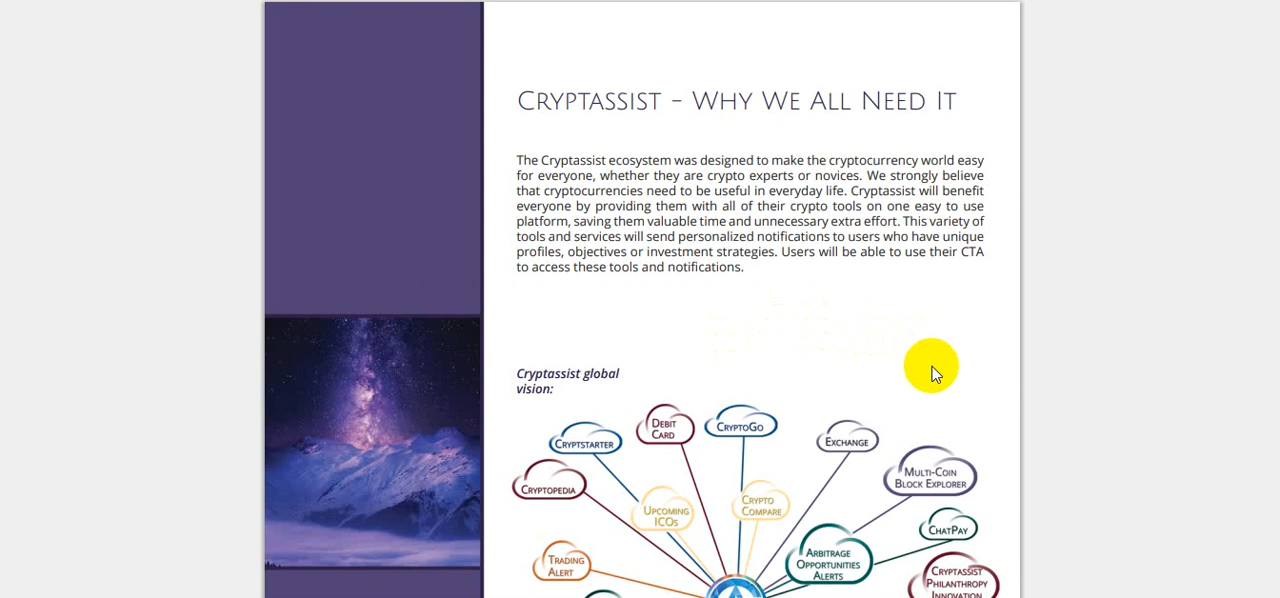 Cryptassist – Why We All Need It
The Cryptassist ecosystem was designed to make the cryptocurrency world easy
for everyone, whether they are crypto experts or novices. We strongly believe
that cryptocurrencies need to be useful in everyday life. Cryptassist will benefit
everyone by providing them with all of their crypto tools on one easy to use
platform, saving them valuable time and unnecessary extra effort. This variety of
tools and services will send personalized notifications to users who have unique
profiles, objectives or investment strategies. Users will be able to use their CTA
to access these tools and notifications.
Cryptassist global
vision:
Debit
Card
CryptoGo
Cryptstarter
Exchange
Multi-Coin
Block Explorer
Cryptopedia
Upcoming
ICOs
Crypto
Compare
ChatPay
Trading
Alert
Arbitrage
Opportunities
Alerts
Cryptassist
Philanthropy
Innovation